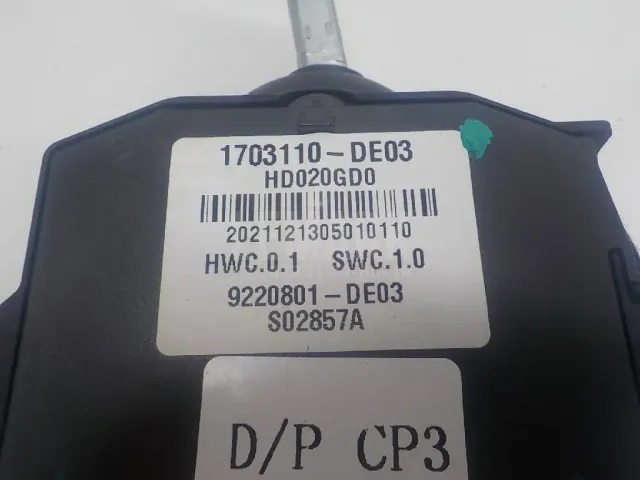 1703110-DE03
HD020GD0
2021121305010110
HWC.0.1 SWC.1.0
9220801-DE03
S02857A
D/P CP3